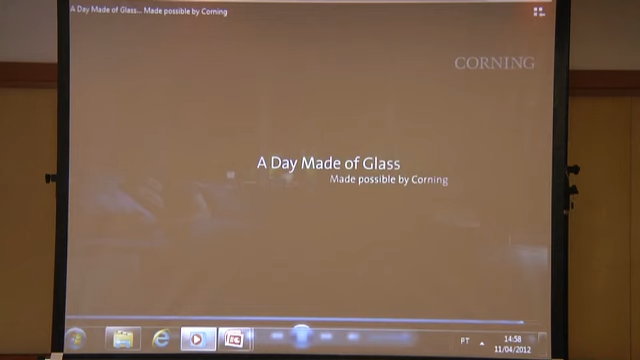 A Day Made of Glass... Made possible by Corning
CORNING
A Day Made of Glass
Made possible by Corning
PT
14:58
11/04/2012